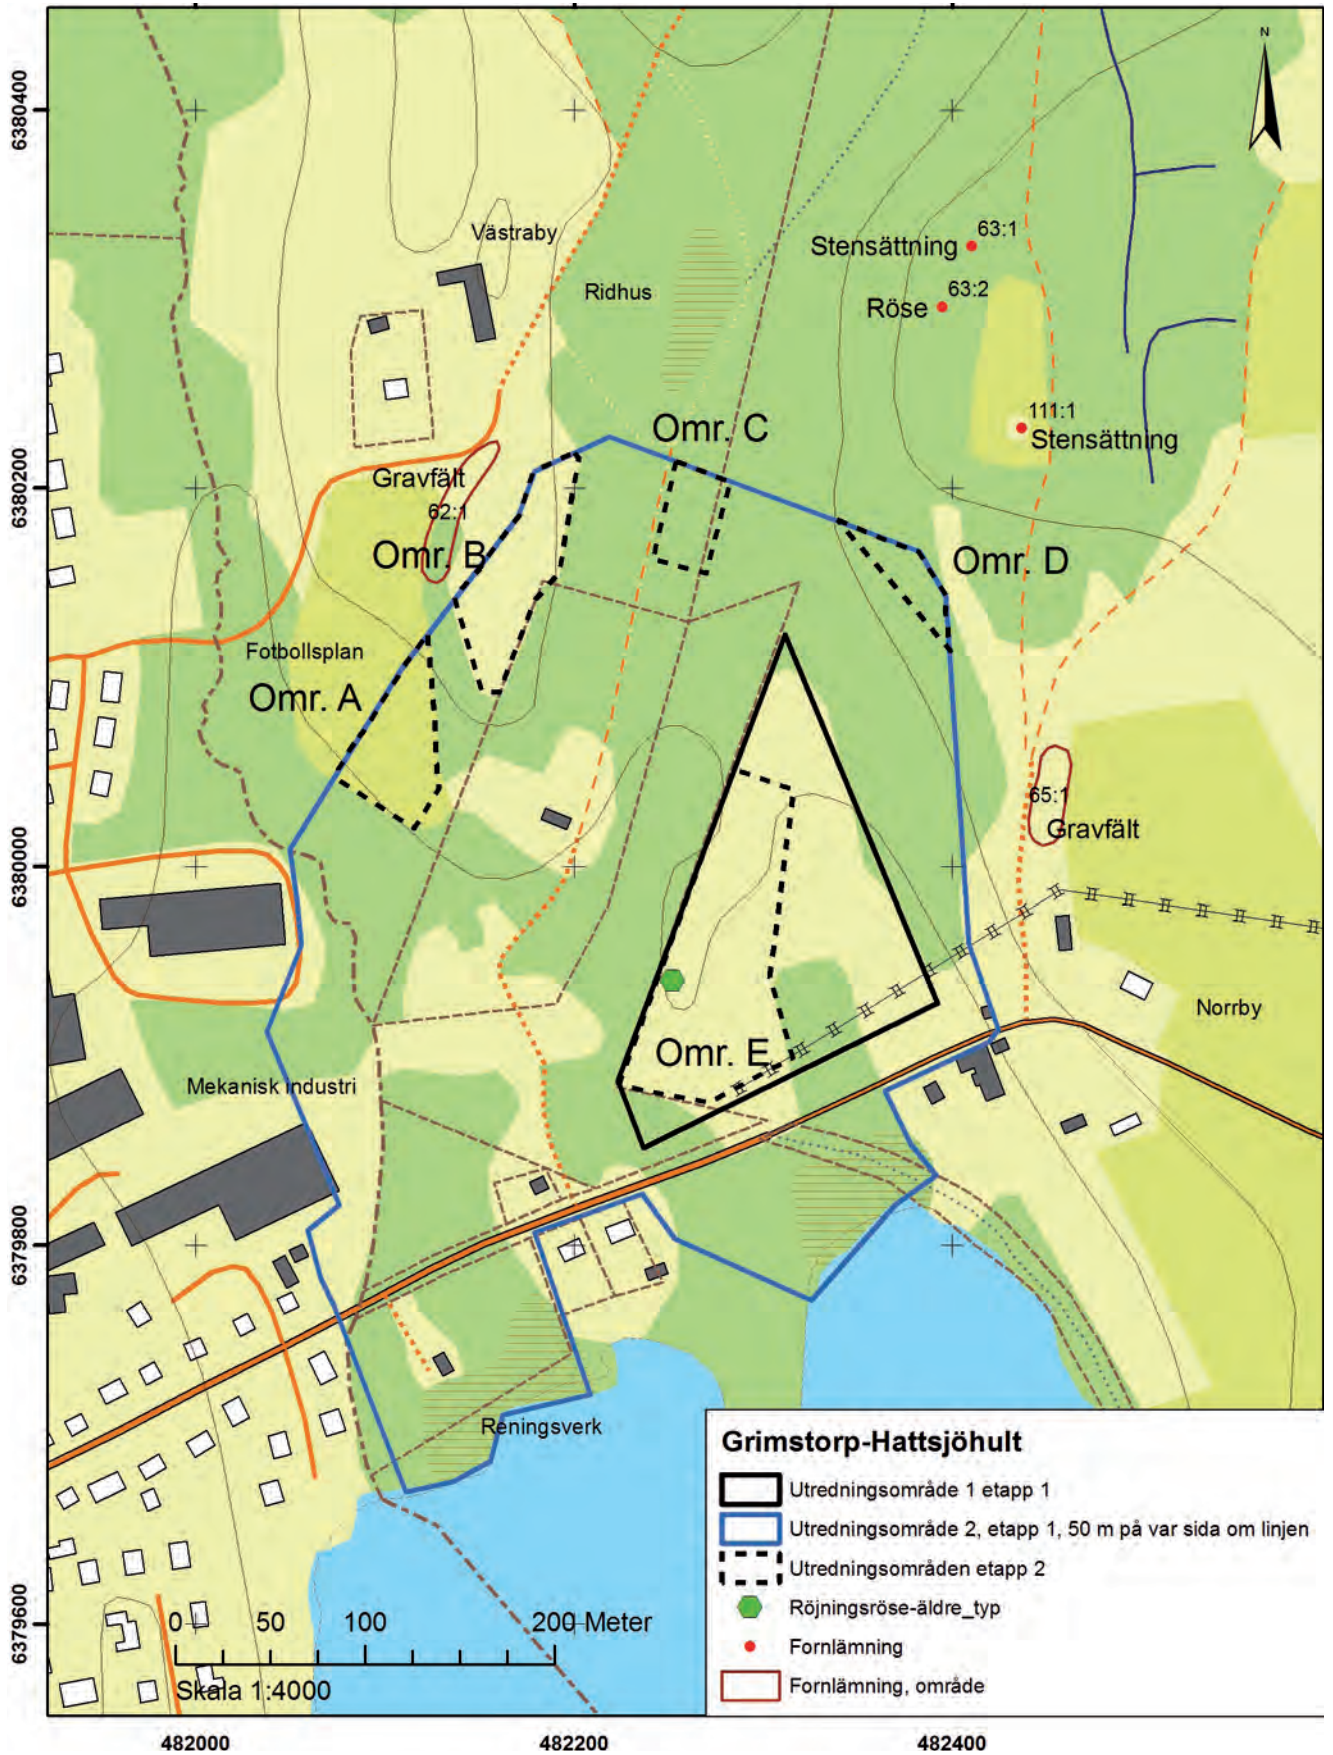 N
6380400
Västraby
63:1
Stensättning
Ridhus
63:2
Röse
111:1
Omr. C
Stensättning
Gravfält
6380200
62:1
Omr. B
Omr. D
Fotbollsplan
Omr. A
65:1
Gravfält
6380000
Norrby
Omr. E
Mekanisk industri
6379800
Reningsverk
Grimstorp-Hattsjöhult
Utredningsområde 1 etapp 1
Utredningsområde 2, etapp 1, 50 m på var sida om linjen
Utredningsområden etapp 2
Röjningsröse-äldre_typ
Fornlämning
Fornlämning, område
6379600
0 50 100 200 Meter
Skala 1:4000
482000 482200 482400